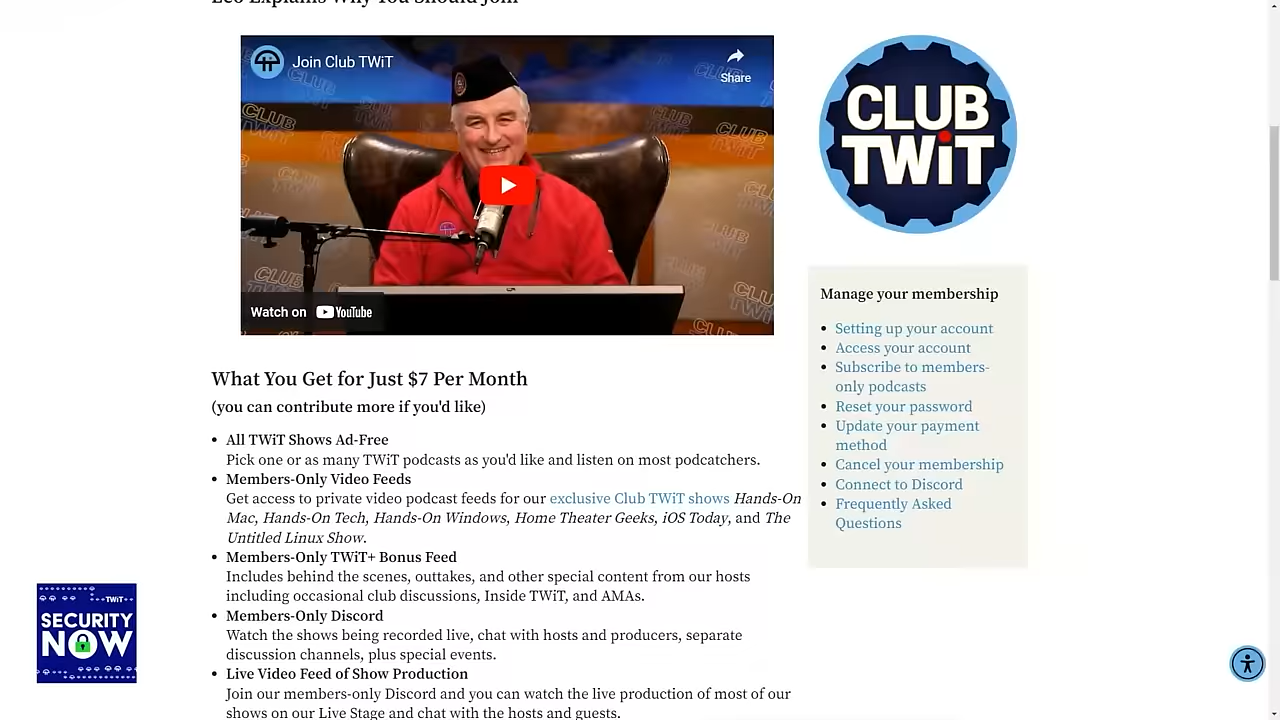 Leo Explains Why You Should Join
Join Club TWiT
Share
Watch on YouTube
CLUB
TWiT
What You Get for Just $7 Per Month
(you can contribute more if you'd like)
• All TWiT Shows Ad-Free
Pick one or as many TWiT podcasts as you'd like and listen on most podcatchers.
• Members-Only Video Feeds
Get access to private video podcast feeds for our exclusive Club TWiT shows Hands-On
Mac, Hands-On Tech, Hands-On Windows, Home Theater Geeks, iOS Today, and The
Untitled Linux Show.
• Members-Only TWiT+ Bonus Feed
Includes behind the scenes, outtakes, and other special content from our hosts
including occasional club discussions, Inside TWiT, and AMAs.
• Members-Only Discord
Watch the shows being recorded live, chat with hosts and producers, separate
discussion channels, plus special events.
• Live Video Feed of Show Production
Join our members-only Discord and you can watch the live production of most of our
shows on our Live Stage and chat with the hosts and guests.
Manage your membership
• Setting up your account
• Access your account
• Subscribe to members-
only podcasts
• Reset your password
• Update your payment
method
• Cancel your membership
• Connect to Discord
• Frequently Asked
Questions
TWiT
SECURITY
NOW